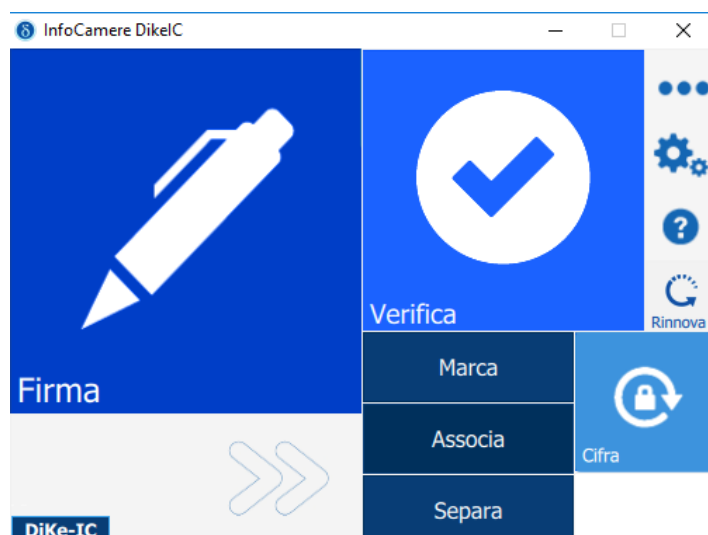 InfoCamere DikeIC
Verifica
Rinnova
Firma
Marca
Associa
Separa
Cifra
DiKe-IC